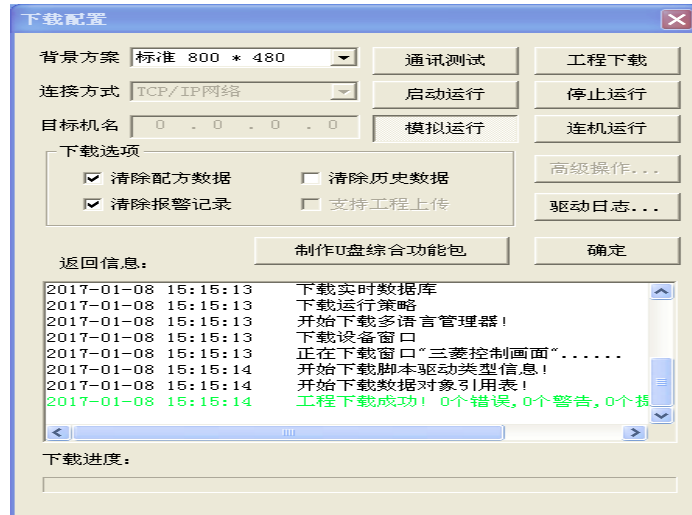 下载配置
背景方案 标准 800 * 480 通讯测试 工程下载
连接方式 TCP/IP网络 启动运行 停止运行
目标机名 0 . 0 . 0 . 0 模拟运行 连机运行
下载选项
清除配方数据 清除历史数据 高级操作...
清除报警记录 支持工程上传 驱动日志...
制作U盘综合功能包 确定
返回信息:
2017-01-08 15:15:13 下载实时数据库
2017-01-08 15:15:13 下载运行策略
2017-01-08 15:15:13 开始下载多语言管理器!
2017-01-08 15:15:13 下载设备窗口
2017-01-08 15:15:13 正在下载窗口"三菱控制画面"......
2017-01-08 15:15:14 开始下载脚本驱动类型信息!
2017-01-08 15:15:14 开始下载数据对象引用表!
2017-01-08 15:15:14 工程下载成功! 0个错误,0个警告,0个提
下载进度: